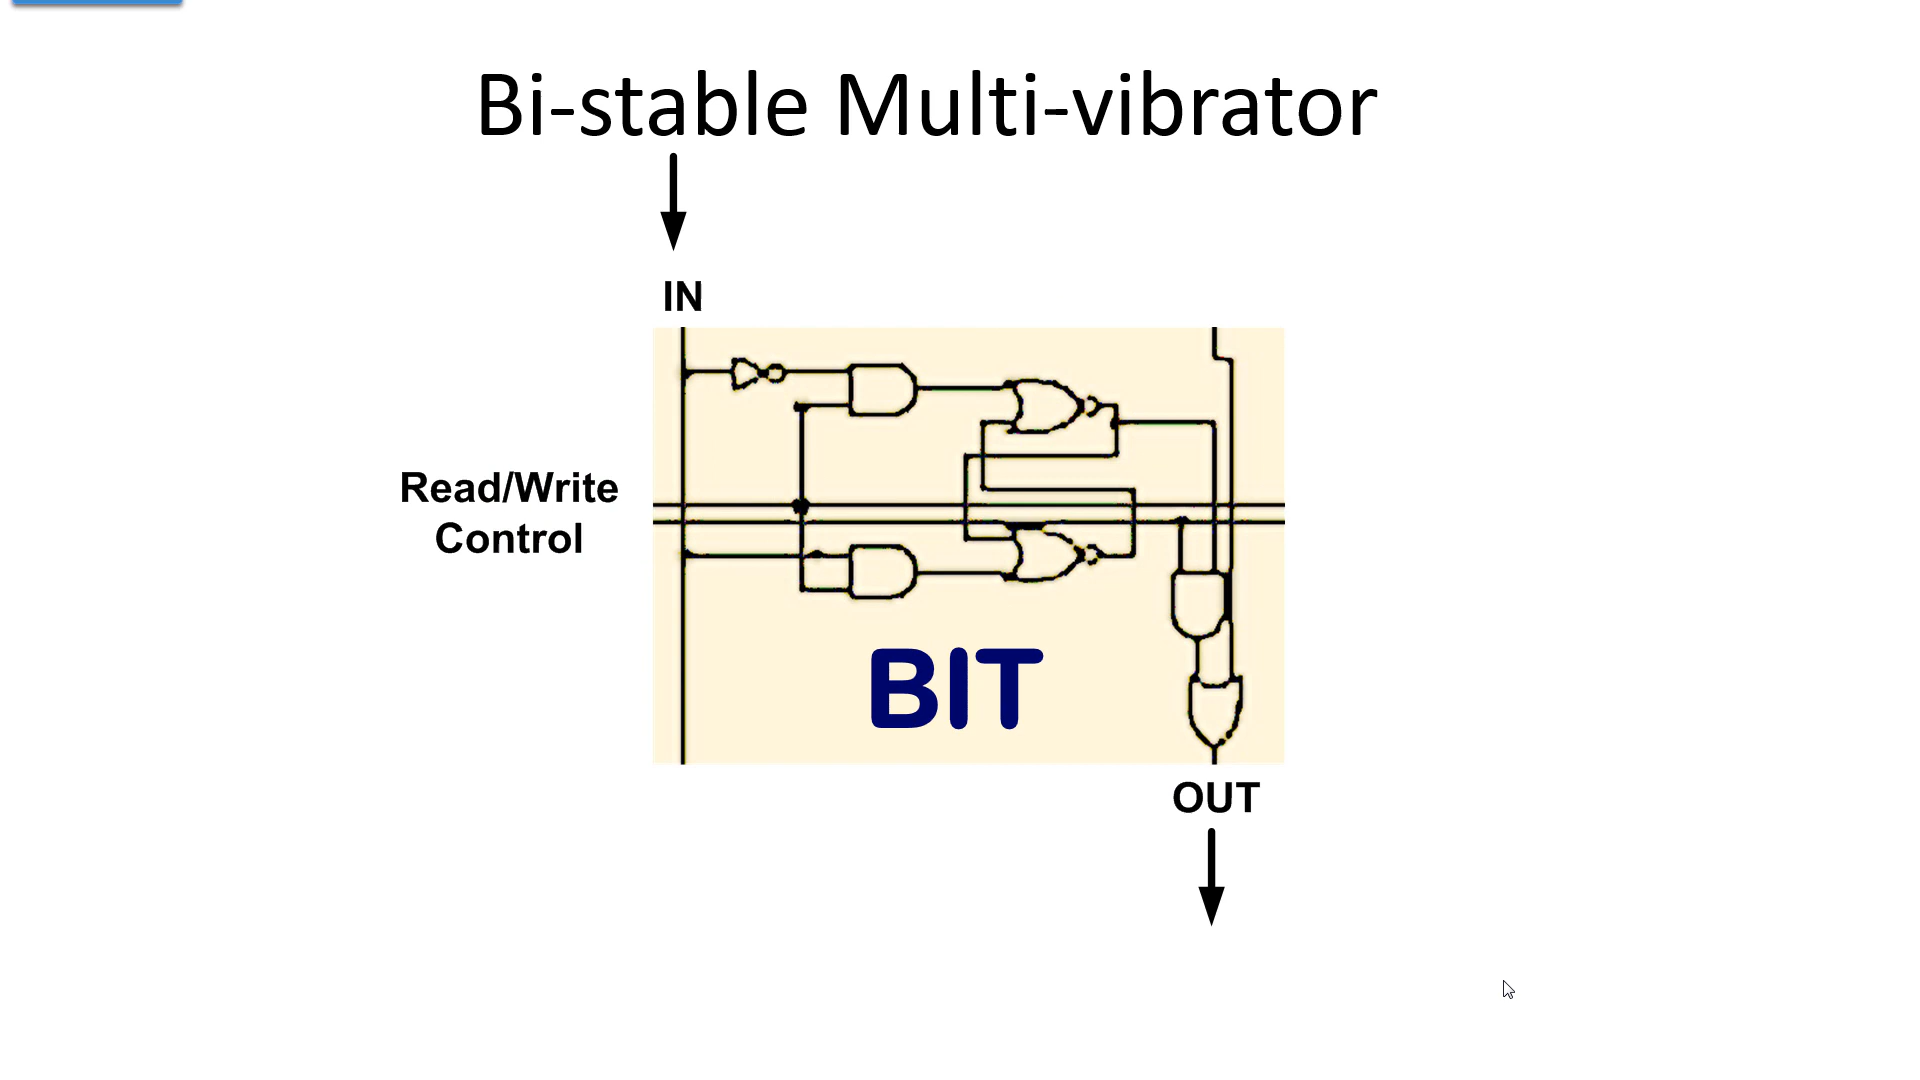 Bi-stable Multi-vibrator
IN
Read/Write
Control
BIT
OUT